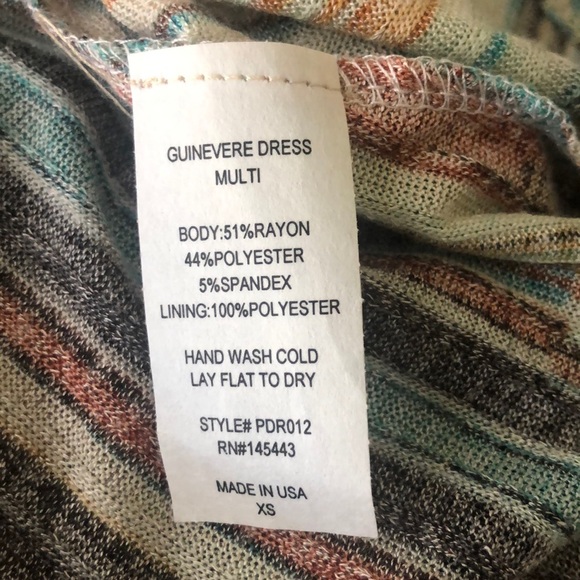 GUINEVERE DRESS
MULTI
BODY:51%RAYON
44%POLYESTER
5%SPANDEX
LINING:100%POLYESTER
HAND WASH COLD
LAY FLAT TO DRY
STYLE# PDR012
RN#145443
MADE IN USA
XS